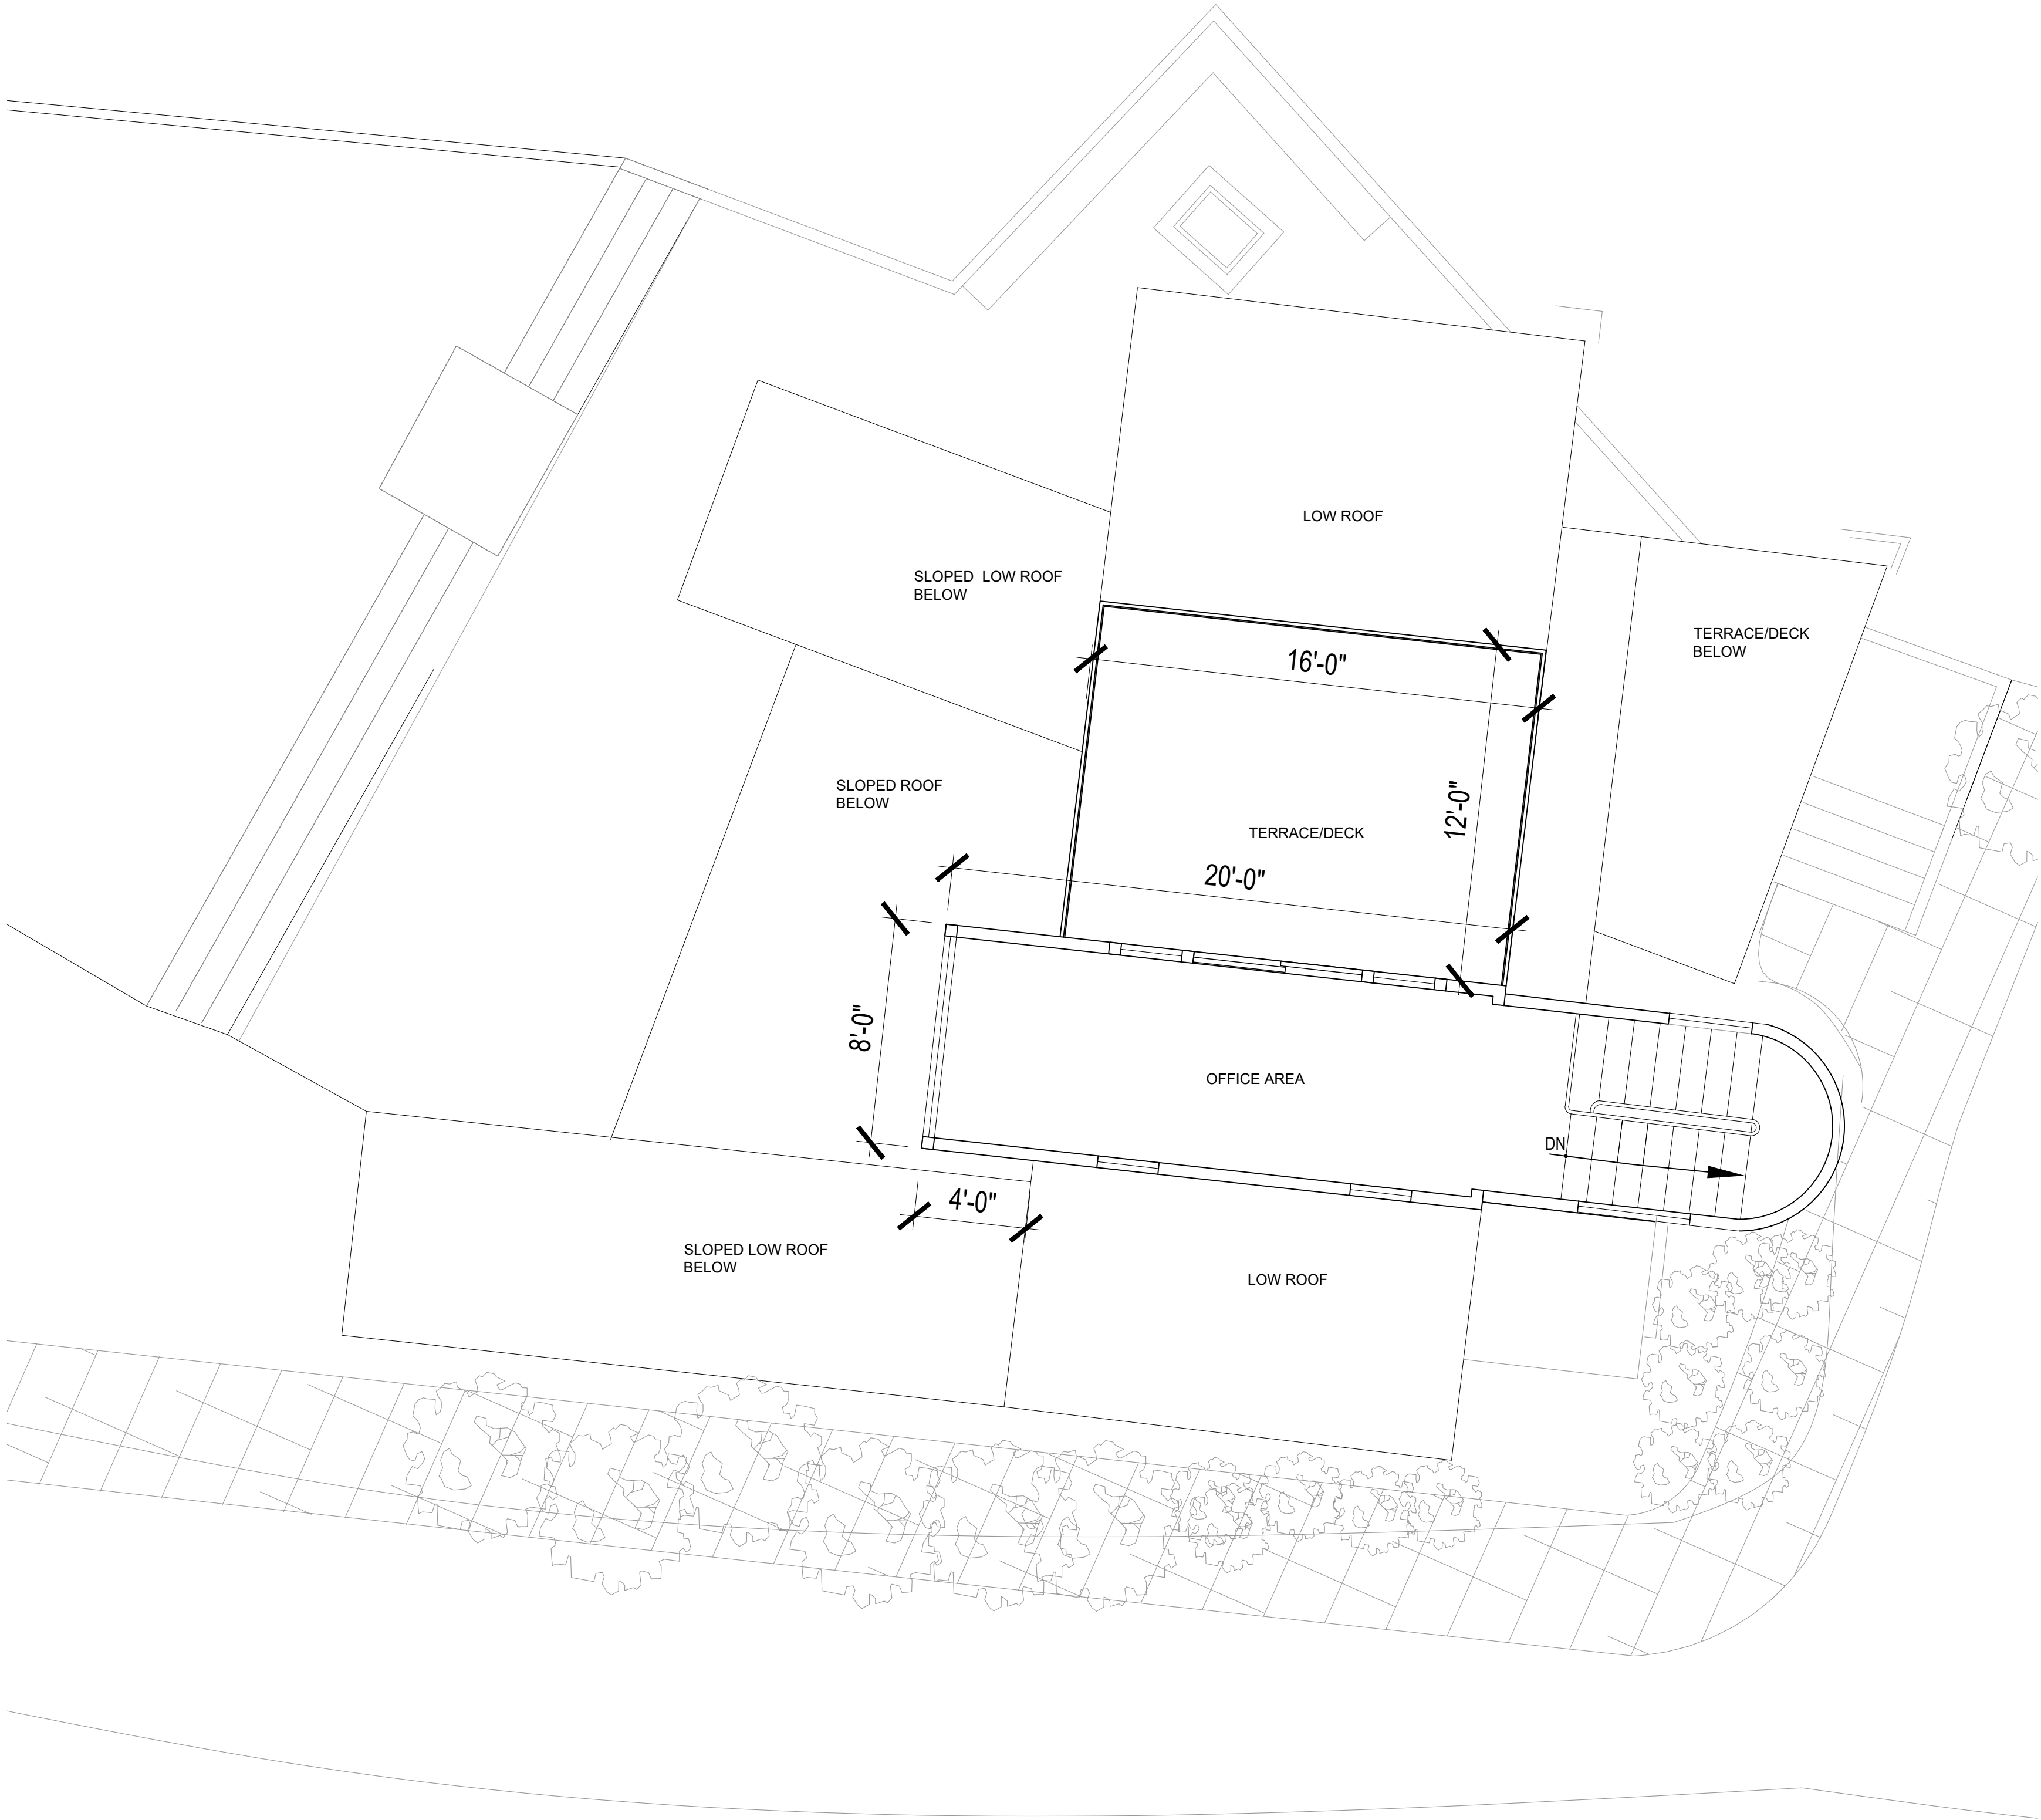 LOW ROOF
SLOPED  LOW ROOF
BELOW
TERRACE/DECK
BELOW
16'-0"
SLOPED ROOF
BELOW
12'-0"
TERRACE/DECK
20'-0"
8'-0"
OFFICE AREA
DN
4'-0"
SLOPED LOW ROOF
BELOW
LOW ROOF